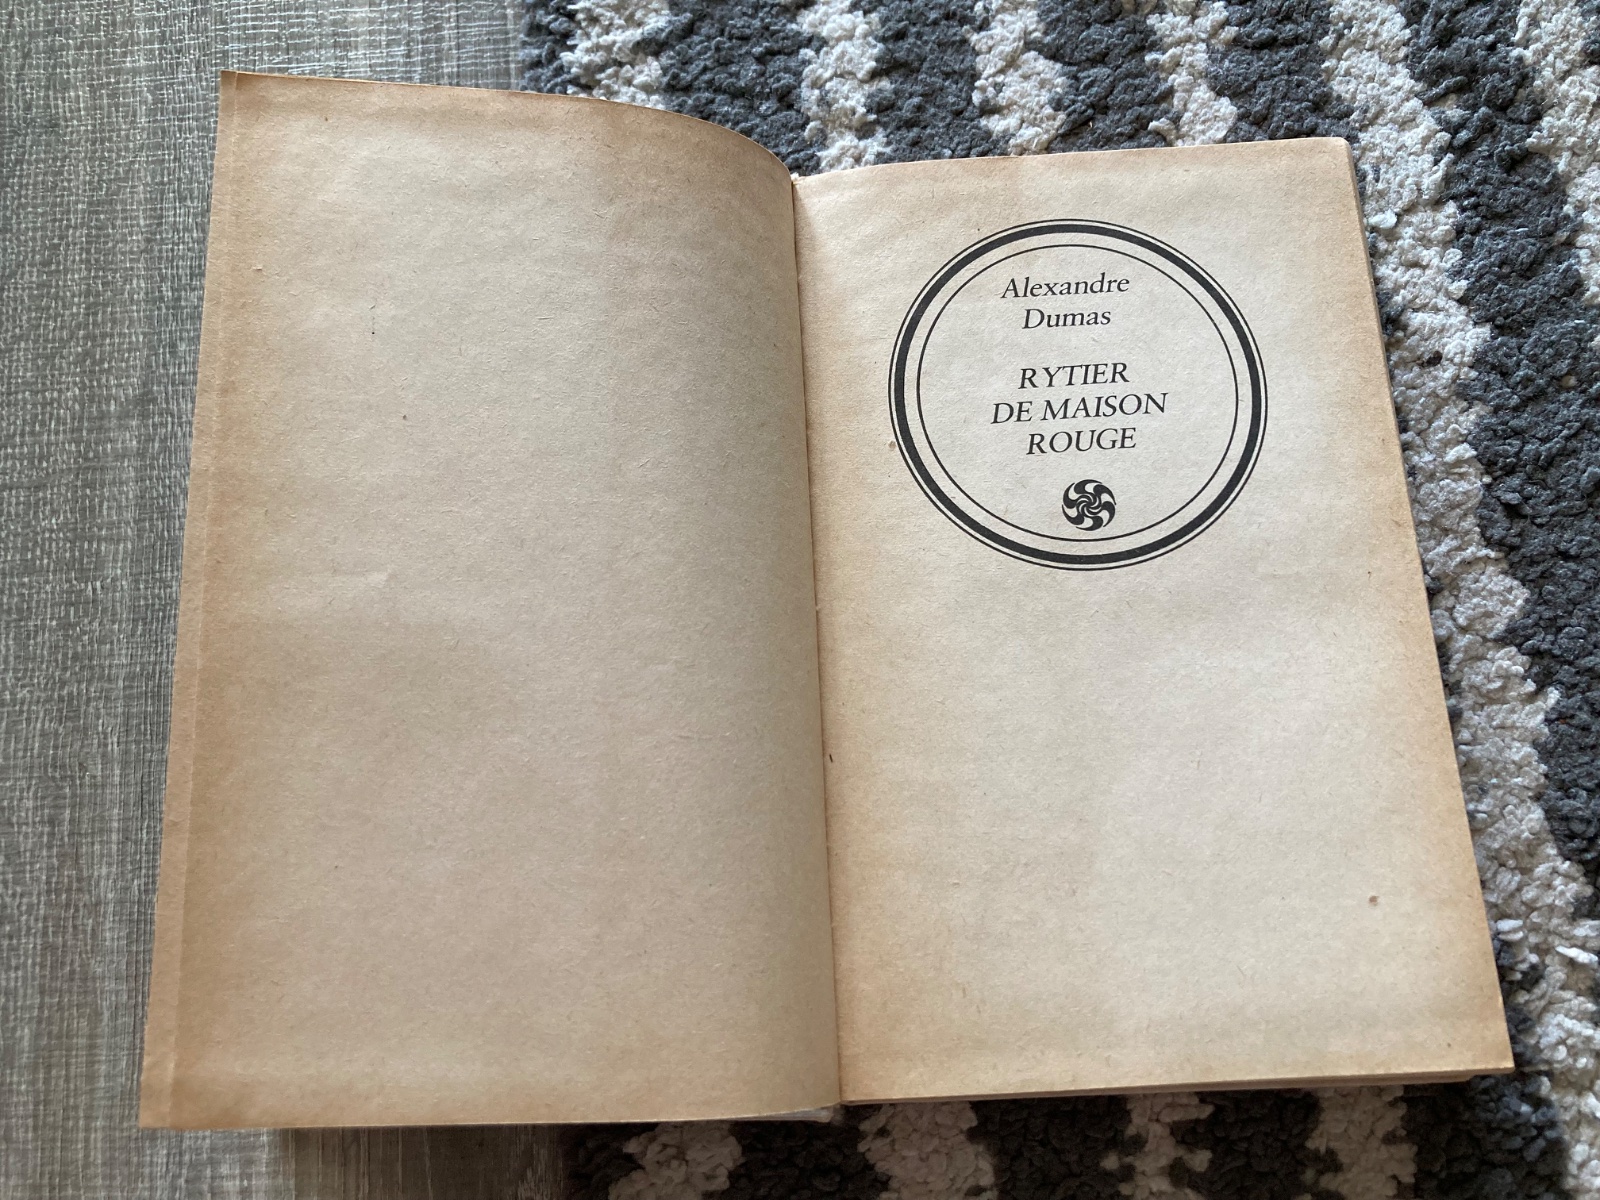 Alexandre
Dumas
RYTIER
DE MAISON
ROUGE